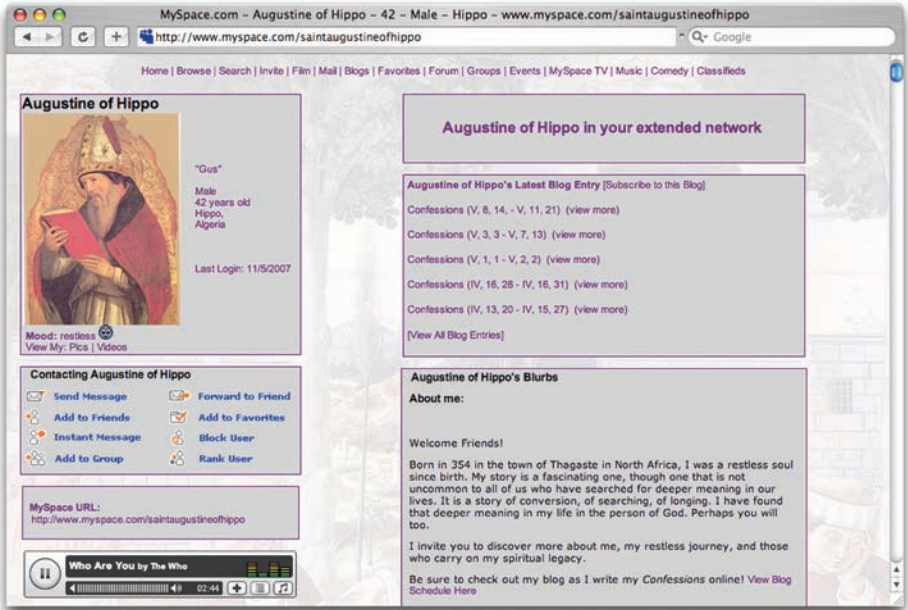 MySpace.com – Augustine of Hippo – 42 – Male – Hippo – www.myspace.com/saintaugustineofhippo
http://www.myspace.com/saintaugustineofhippo
Google
Home | Browse | Search | Invite | Film | Mail | Blogs | Favorites | Forum | Groups | Events | MySpace TV | Music | Comedy | Classifieds
Augustine of Hippo
"Gus"
Male
42 years old
Hippo,
Algeria
Last Login: 11/5/2007
Mood: restless
View My: Pics | Videos
Contacting Augustine of Hippo
Send Message
Forward to Friend
Add to Friends
Add to Favorites
Instant Message
Block User
Add to Group
Rank User
MySpace URL:
http://www.myspace.com/saintaugustineofhippo
Who Are You by The Who
02:44
Augustine of Hippo in your extended network
Augustine of Hippo's Latest Blog Entry [Subscribe to this Blog]
Confessions (V, 8, 14, - V, 11, 21) (view more)
Confessions (V, 3, 3 - V, 7, 13) (view more)
Confessions (V, 1, 1 - V, 2, 2) (view more)
Confessions (IV, 16, 28 - IV, 16, 31) (view more)
Confessions (IV, 13, 20 - IV, 15, 27) (view more)
[View All Blog Entries]
Augustine of Hippo's Blurbs
About me:
Welcome Friends!
Born in 354 in the town of Thagaste in North Africa, I was a restless soul
since birth. My story is a fascinating one, though one that is not
uncommon to all of us who have searched for deeper meaning in our
lives. It is a story of conversion, of searching, of longing. I have found
that deeper meaning in my life in the person of God. Perhaps you will
too.
I invite you to discover more about me, my restless journey, and those
who carry on my spiritual legacy.
Be sure to check out my blog as I write my Confessions online! View Blog
Schedule Here